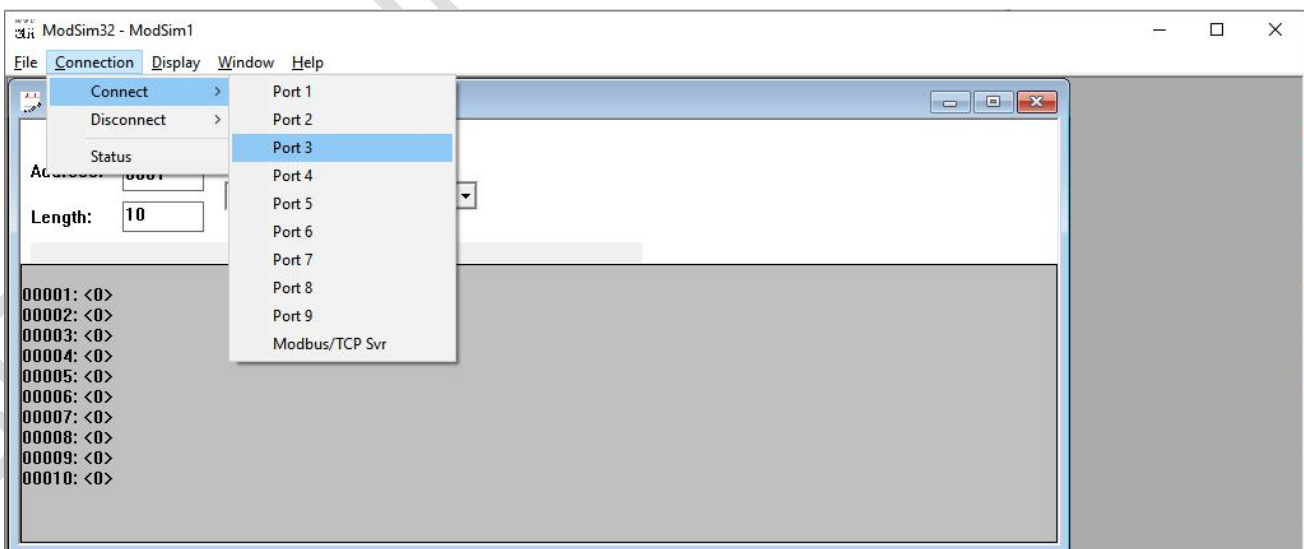 ModSim32 - ModSim1
File Connection Display Window Help
Connect > Port 1
Disconnect > Port 2
Port 3
Status
Port 4
Port 5
Length: 10
Port 6
Port 7
Port 8
Port 9
Modbus/TCP Svr
00001: <0>
00002: <0>
00003: <0>
00004: <0>
00005: <0>
00006: <0>
00007: <0>
00008: <0>
00009: <0>
00010: <0>